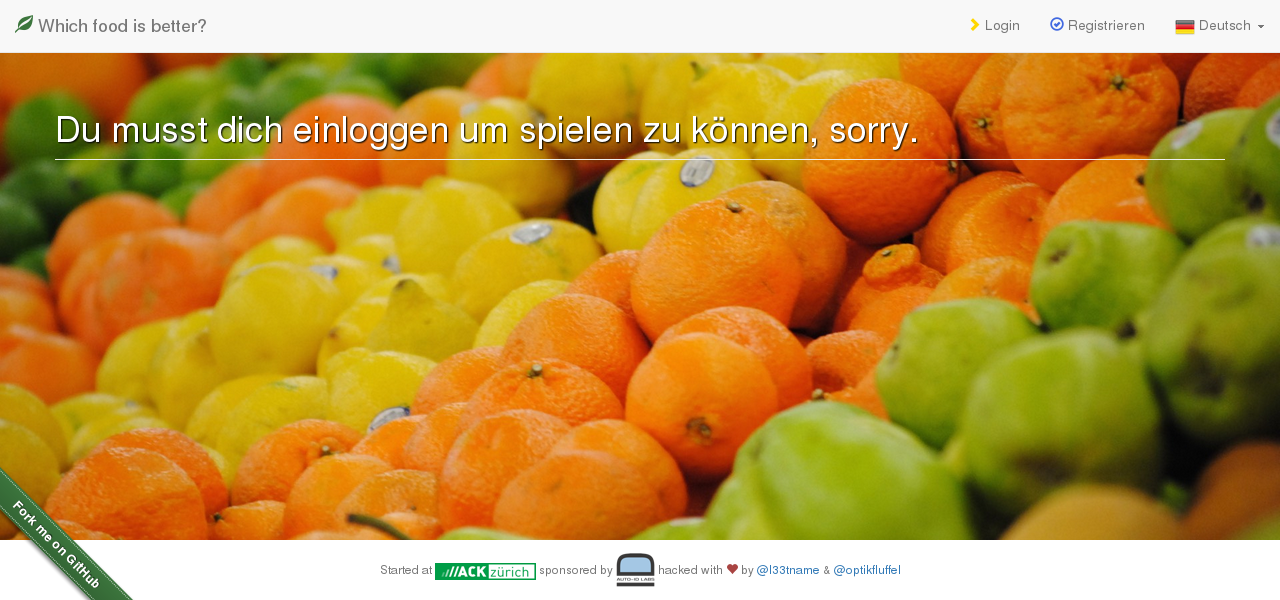 Which food is better?
Login
Registrieren
Deutsch
Du musst dich einloggen um spielen zu können, sorry.
Fork me on GitHub
Started at ///ACK zürich sponsored by AUTO-ID LABS hacked with by @l33tname & @optikfluffel